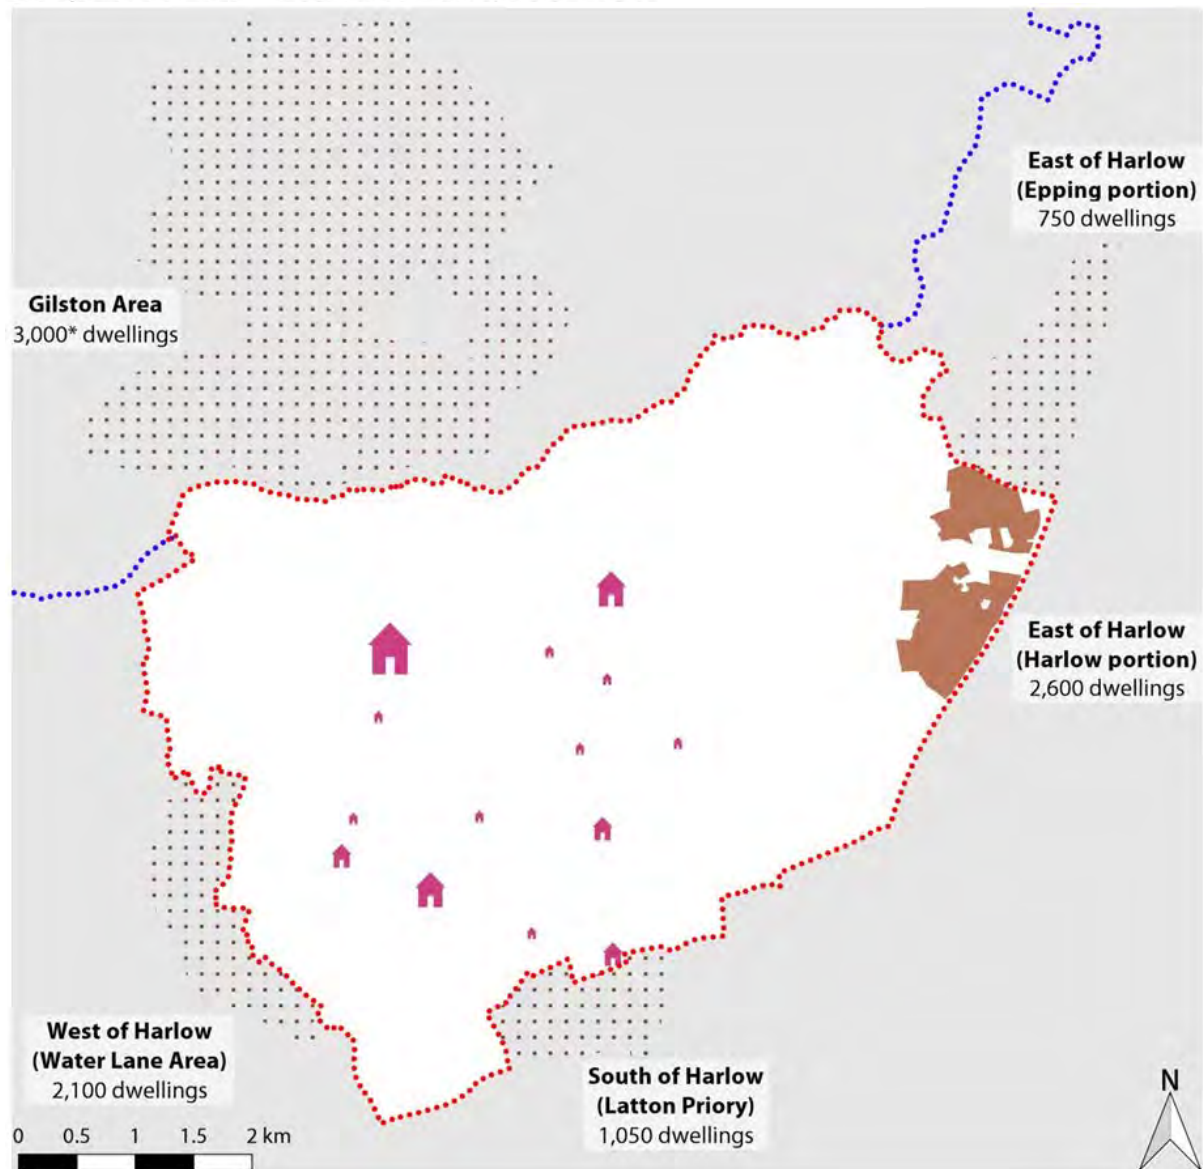 East of Harlow
(Epping portion)
750 dwellings
Gilston Area
3,000* dwellings
East of Harlow
(Harlow portion)
2,600 dwellings
West of Harlow
(Water Lane Area)
2,100 dwellings
South of Harlow
(Latton Priory)
1,050 dwellings
N
0 0.5 1 1.5 2 km